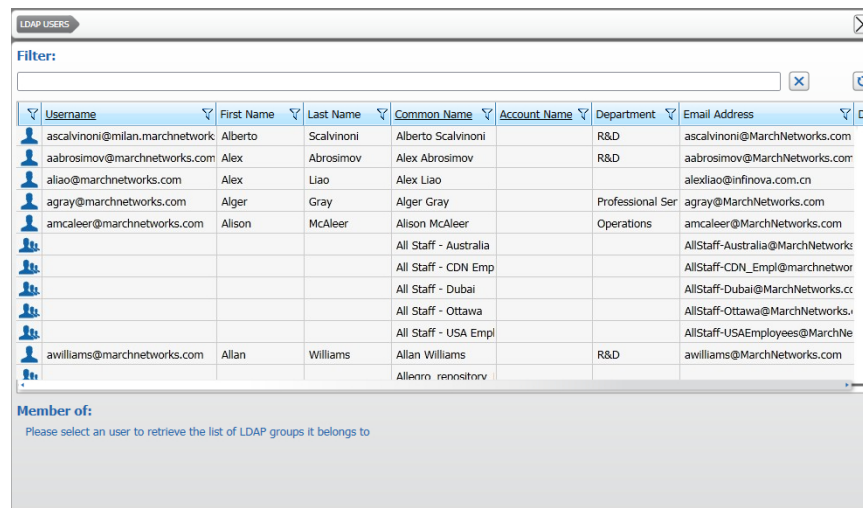 LDAP USERS
Filter:
Username First Name Last Name Common Name Account Name Department Email Address D
ascalvinoni@milan.marchnetwork Alberto Scalvinoni Alberto Scalvinoni R&D ascalvinoni@MarchNetworks.com
aabrosimov@marchnetworks.com Alex Abrosimov Alex Abrosimov R&D aabrosimov@MarchNetworks.com
aliao@marchnetworks.com Alex Liao Alex Liao alexliao@infinova.com.cn
agray@marchnetworks.com Alger Gray Alger Gray Professional Ser agray@MarchNetworks.com
amcaleer@marchnetworks.com Alison McAleer Alison McAleer Operations amcaleer@MarchNetworks.com
All Staff - Australia AllStaff-Australia@MarchNetworks
All Staff - CDN Emp AllStaff-CDN_Empl@marchnetwor
All Staff - Dubai AllStaff-Dubai@MarchNetworks.co
All Staff - Ottawa AllStaff-Ottawa@MarchNetworks.
All Staff - USA Empl AllStaff-USAEmployees@MarchNe
awilliams@marchnetworks.com Allan Williams Allan Williams R&D awilliams@MarchNetworks.com
Allegro_repository
Member of:
Please select an user to retrieve the list of LDAP groups it belongs to